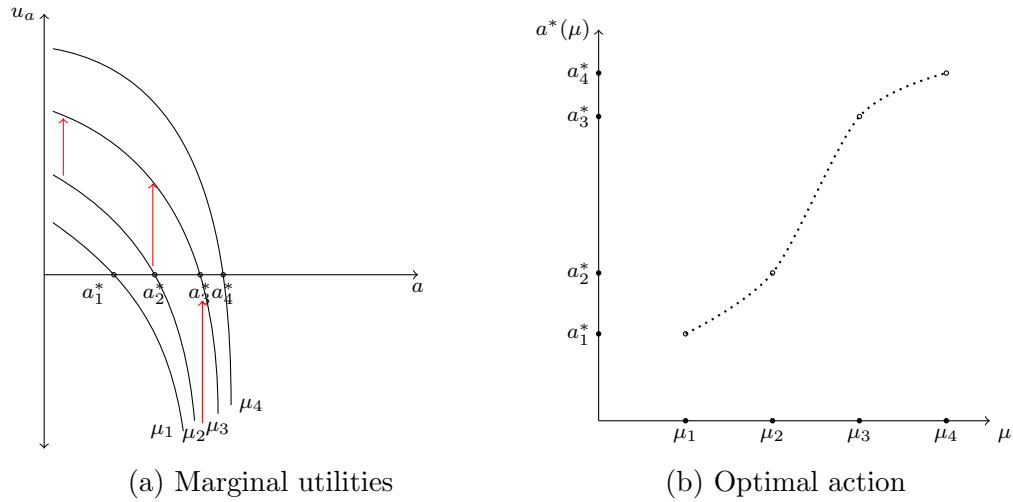 u_a
a
a_1^*
a_2^*
a_3^*
a_4^*
μ_1
μ_2
μ_3
μ_4
(a) Marginal utilities
a^*(μ)
a_4^*
a_3^*
a_2^*
a_1^*
μ_1
μ_2
μ_3
μ_4
μ
(b) Optimal action